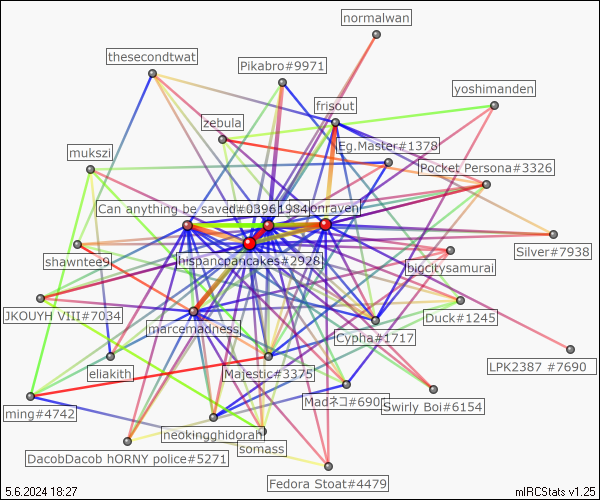 normalwan
thesecondtwat
Pikabro#9971
yoshimanden
frisout
zebula
Eg.Master#1378
mukszi
Pocket Persona#3326
Can anything be saved#0396
1984
onraven
Silver#7938
shawntee9
hispancpancakes#2928
bigcitysamurai
JKOUYH VIII#7034
Duck#1245
marcemadness
Cypha#1717
LPK2387 #7690
eliakith
Majestic#3375
Madネコ#690
Swirly Boi#6154
ming#4742
neokingghidorah
somass
DacobDacob hORNY police#5271
Fedora Stoat#4479
5.6.2024 18:27
mIRCStats v1.25